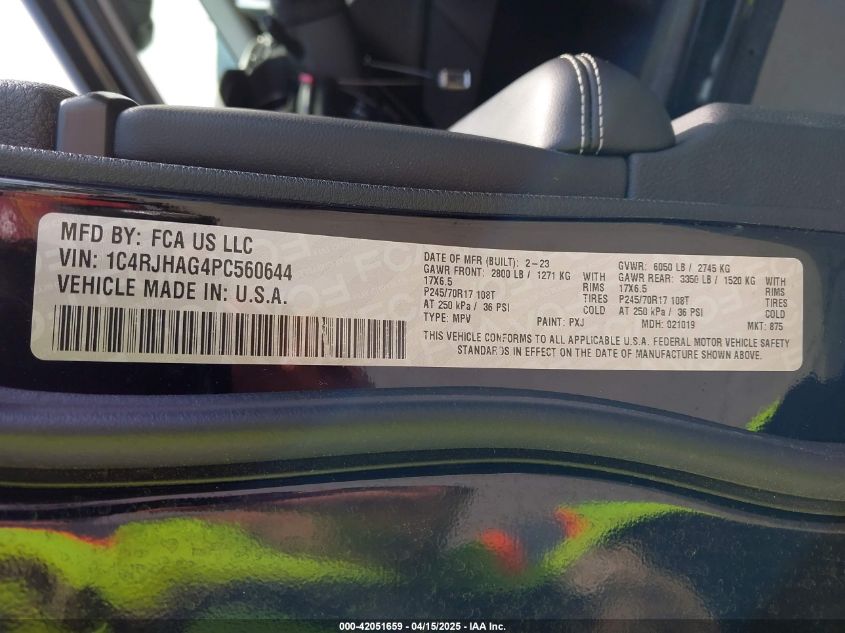 MFD BY: FCA US LLC
VIN: 1C4RJHAG4PC560644
VEHICLE MADE IN: U.S.A.
DATE OF MFR (BUILT): 2-23
GVWR: 6050 LB / 2745 KG
GAWR FRONT: 2800 LB / 1271 KG WITH GAWR REAR: 3350 LB / 1520 KG WITH
17X6.5 RIMS 17X6.5 RIMS
P245/70R17 108T TIRES P245/70R17 108T TIRES
AT 250 kPa / 36 PSI COLD AT 250 kPa / 36 PSI COLD
TYPE: MPV PAINT: PXJ MDH: 021019 MKT: 875
THIS VEHICLE CONFORMS TO ALL APPLICABLE U.S.A. FEDERAL MOTOR VEHICLE SAFETY
STANDARDS IN EFFECT ON THE DATE OF MANUFACTURE SHOWN ABOVE.
000-42051659 - 04/15/2025 - IAA Inc.